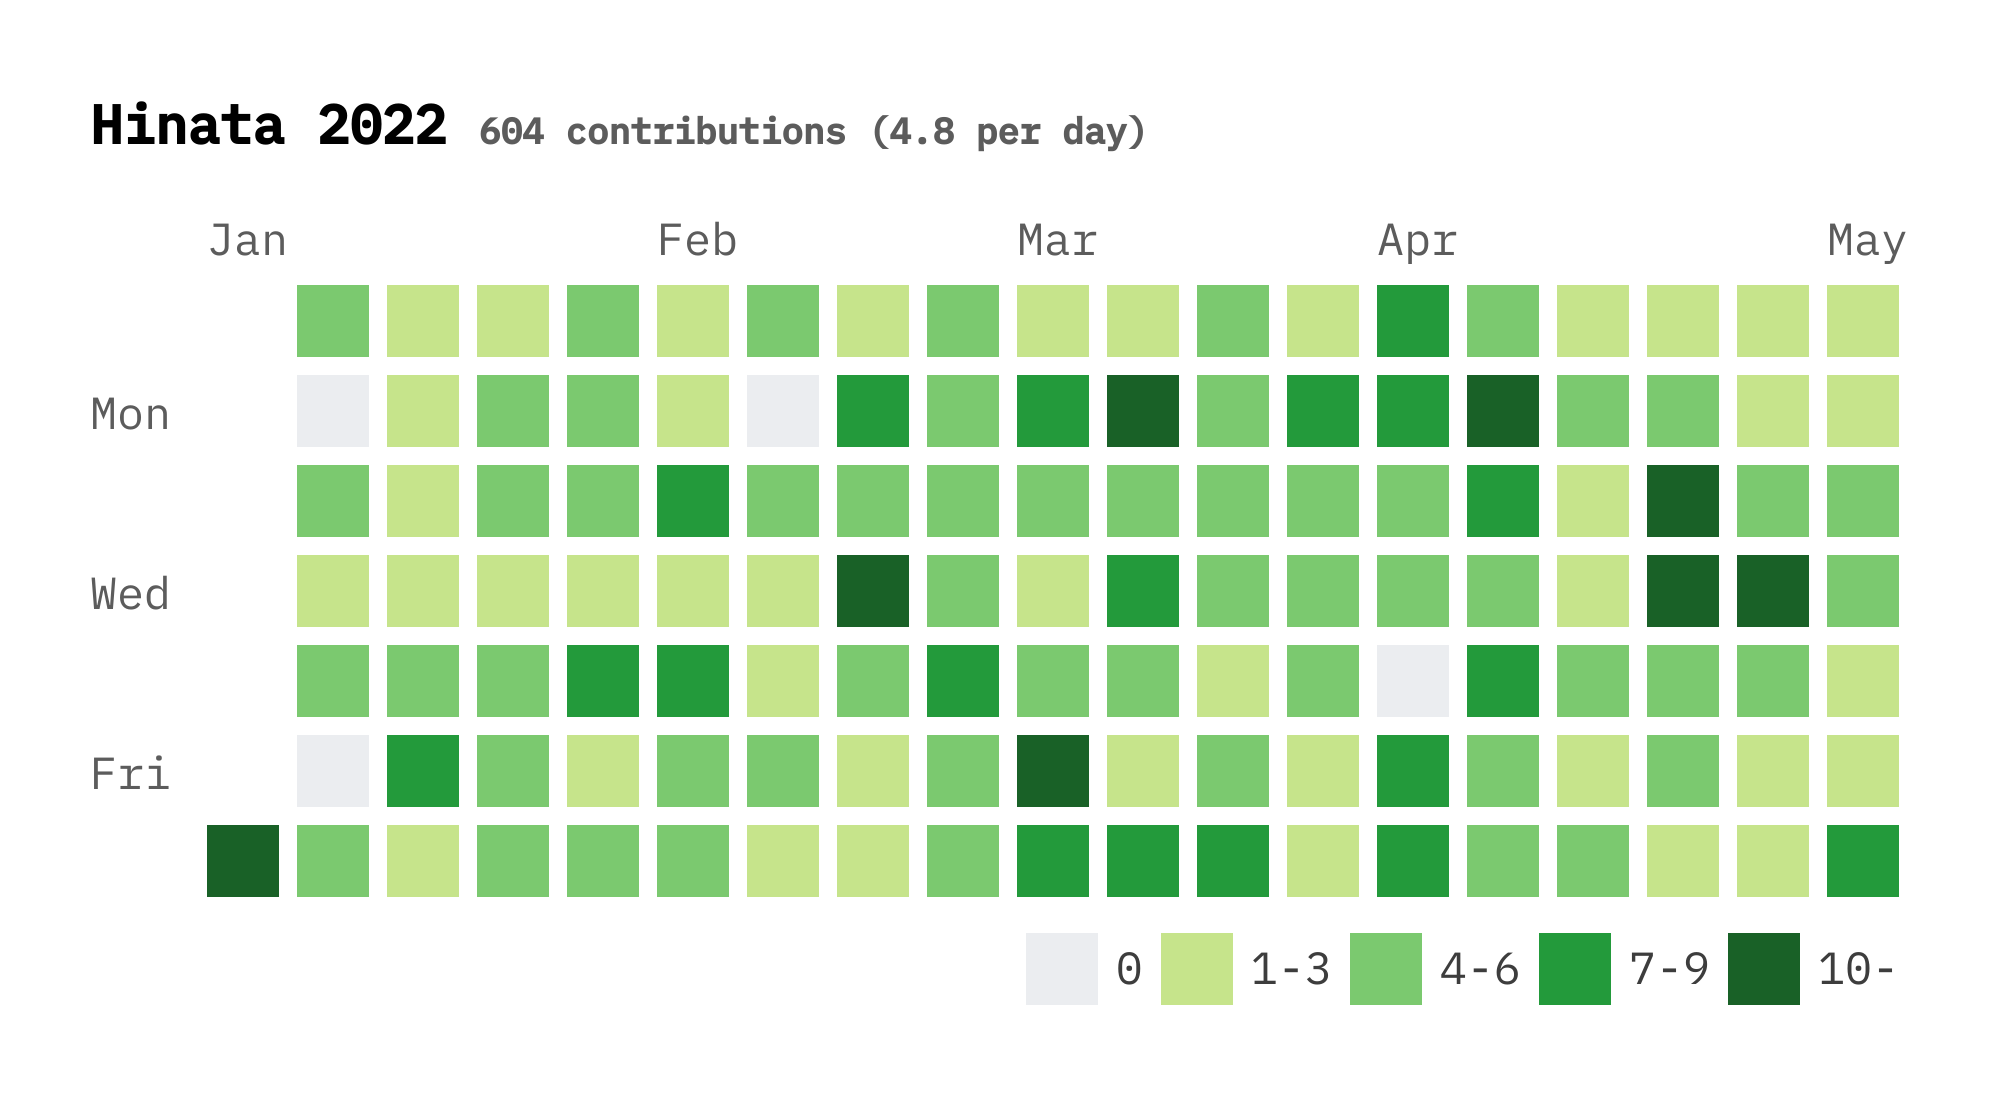 Hinata 2022 604 contributions (4.8 per day)
Jan Feb Mar Apr May
Mon
Wed
Fri
0 1-3 4-6 7-9 10-